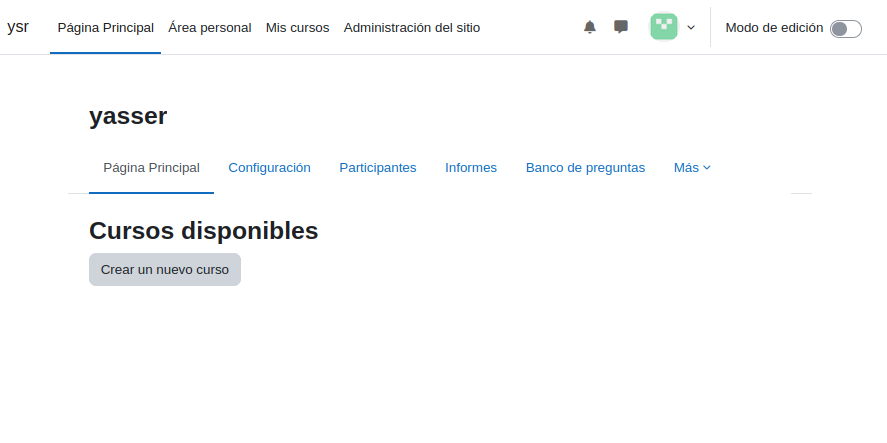 ysr Página Principal Área personal Mis cursos Administración del sitio Modo de edición
yasser
Página Principal Configuración Participantes Informes Banco de preguntas Más
Cursos disponibles
Crear un nuevo curso